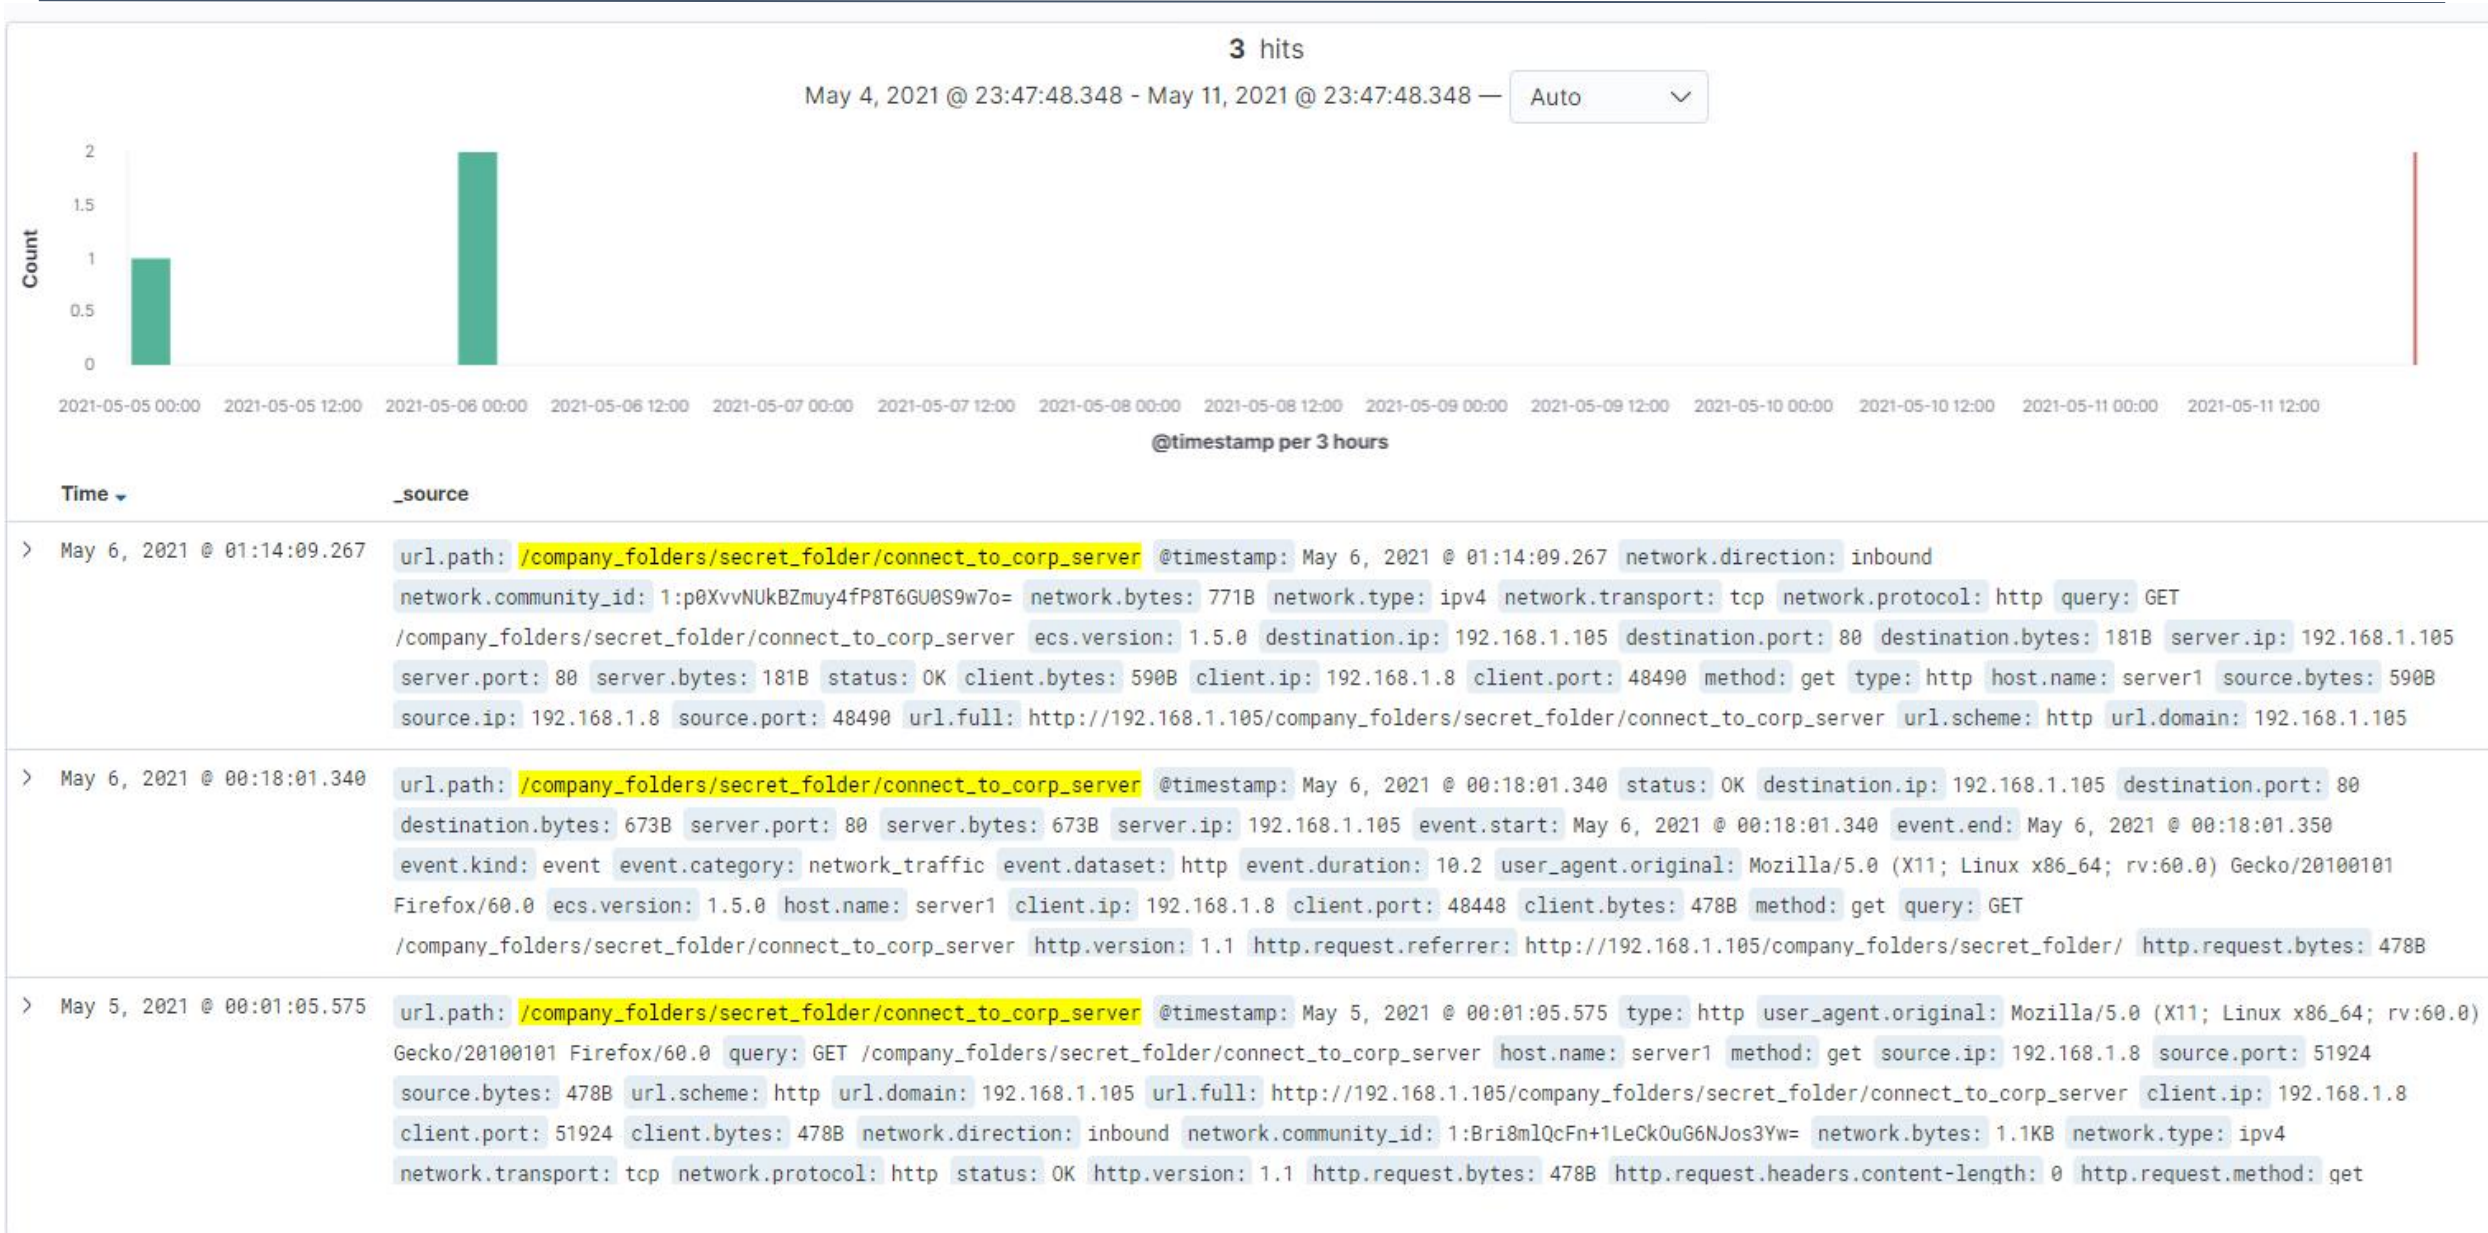 3 hits
May 4, 2021 @ 23:47:48.348 - May 11, 2021 @ 23:47:48.348 — Auto
2
1.5
1
0.5
0
Count
2021-05-05 00:00 2021-05-05 12:00 2021-05-06 00:00 2021-05-06 12:00 2021-05-07 00:00 2021-05-07 12:00 2021-05-08 00:00 2021-05-08 12:00 2021-05-09 00:00 2021-05-09 12:00 2021-05-10 00:00 2021-05-10 12:00 2021-05-11 00:00 2021-05-11 12:00
@timestamp per 3 hours
Time _source
May 6, 2021 @ 01:14:09.267 url.path: /company_folders/secret_folder/connect_to_corp_server @timestamp: May 6, 2021 @ 01:14:09.267 network.direction: inbound
network.community_id: 1:p0XvvNUkBZmuy4fP8T6GU0S9w7o= network.bytes: 771B network.type: ipv4 network.transport: tcp network.protocol: http query: GET
/company_folders/secret_folder/connect_to_corp_server ecs.version: 1.5.0 destination.ip: 192.168.1.105 destination.port: 80 destination.bytes: 181B server.ip: 192.168.1.105
server.port: 80 server.bytes: 181B status: OK client.bytes: 590B client.ip: 192.168.1.8 client.port: 48490 method: get type: http host.name: server1 source.bytes: 590B
source.ip: 192.168.1.8 source.port: 48490 url.full: http://192.168.1.105/company_folders/secret_folder/connect_to_corp_server url.scheme: http url.domain: 192.168.1.105
May 6, 2021 @ 00:18:01.340 url.path: /company_folders/secret_folder/connect_to_corp_server @timestamp: May 6, 2021 @ 00:18:01.340 status: OK destination.ip: 192.168.1.105 destination.port: 80
destination.bytes: 673B server.port: 80 server.bytes: 673B server.ip: 192.168.1.105 event.start: May 6, 2021 @ 00:18:01.340 event.end: May 6, 2021 @ 00:18:01.350
event.kind: event event.category: network_traffic event.dataset: http event.duration: 10.2 user_agent.original: Mozilla/5.0 (X11; Linux x86_64; rv:60.0) Gecko/20100101
Firefox/60.0 ecs.version: 1.5.0 host.name: server1 client.ip: 192.168.1.8 client.port: 48448 client.bytes: 478B method: get query: GET
/company_folders/secret_folder/connect_to_corp_server http.version: 1.1 http.request.referrer: http://192.168.1.105/company_folders/secret_folder/ http.request.bytes: 478B
May 5, 2021 @ 00:01:05.575 url.path: /company_folders/secret_folder/connect_to_corp_server @timestamp: May 5, 2021 @ 00:01:05.575 type: http user_agent.original: Mozilla/5.0 (X11; Linux x86_64; rv:60.0)
Gecko/20100101 Firefox/60.0 query: GET /company_folders/secret_folder/connect_to_corp_server host.name: server1 method: get source.ip: 192.168.1.8 source.port: 51924
source.bytes: 478B url.scheme: http url.domain: 192.168.1.105 url.full: http://192.168.1.105/company_folders/secret_folder/connect_to_corp_server client.ip: 192.168.1.8
client.port: 51924 client.bytes: 478B network.direction: inbound network.community_id: 1:Bri8mlQcFn+1LeCkOuG6NJos3Yw= network.bytes: 1.1KB network.type: ipv4
network.transport: tcp network.protocol: http status: OK http.version: 1.1 http.request.bytes: 478B http.request.headers.content-length: 0 http.request.method: get